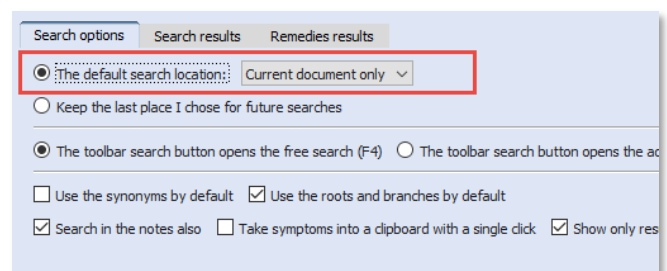 Search options Search results Remedies results
The default search location: Current document only
Keep the last place I chose for future searches
The toolbar search button opens the free search (F4) The toolbar search button opens the
Use the synonyms by default Use the roots and branches by default
Search in the notes also Take symptoms into a clipboard with a single click Show only